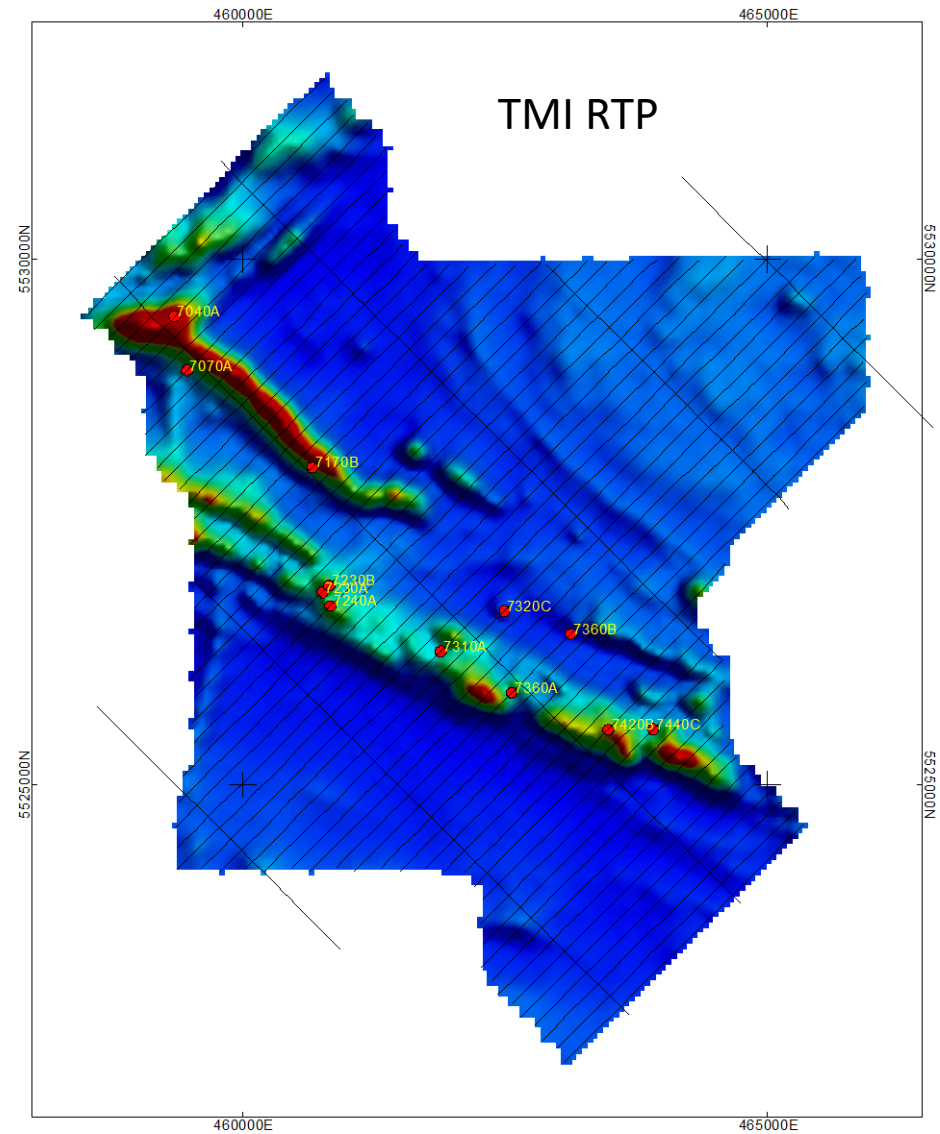 460000E
465000E
TMI RTP
5530000N
5530000N
7040A
7070A
7170B
7230B
7230A
7240A
7320C
7360B
7310A
7360A
7420B
7440C
5525000N
5525000N
460000E
465000E